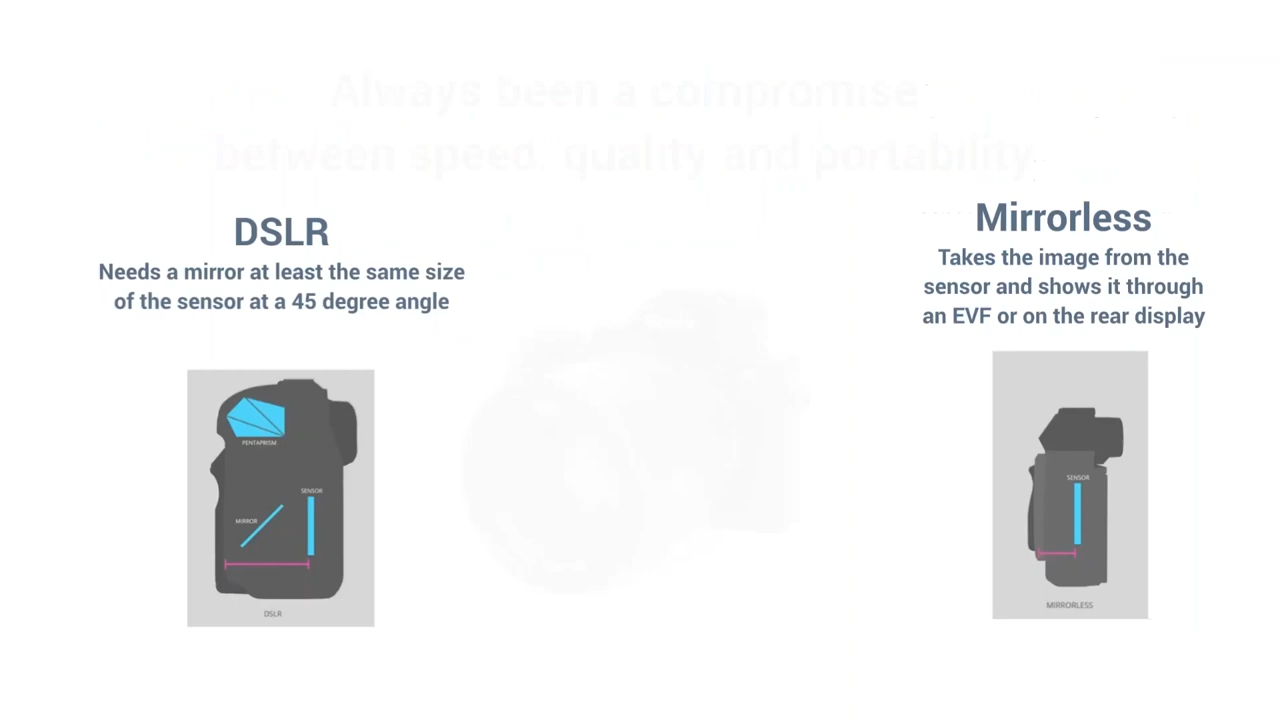 Always been a compromise
between speed, quality and portability
DSLR
Needs a mirror at least the same size
of the sensor at a 45 degree angle
PENTAPRISM
SENSOR
MIRROR
DSLR
Mirrorless
Takes the image from the
sensor and shows it through
an EVF or on the rear display
SENSOR
MIRRORLESS